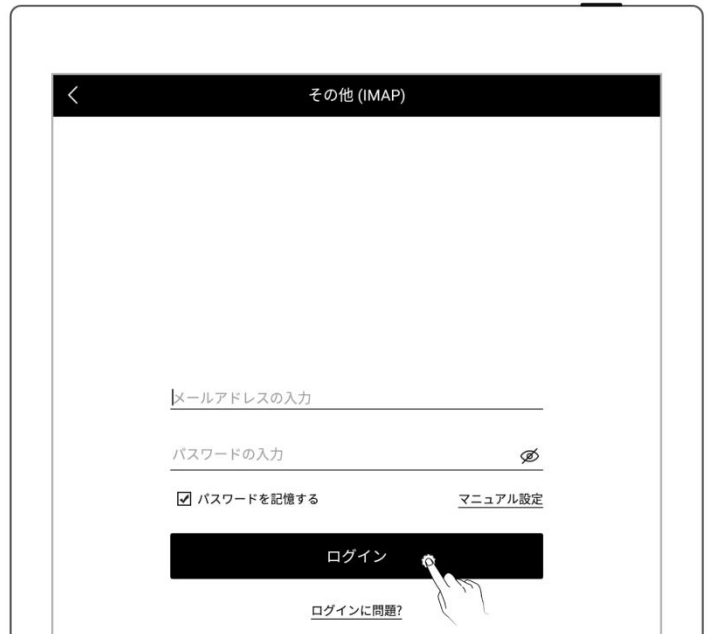 その他 (IMAP)
メールアドレスの入力
パスワードの入力
パスワードを記憶する
マニュアル設定
ログイン
ログインに問題?